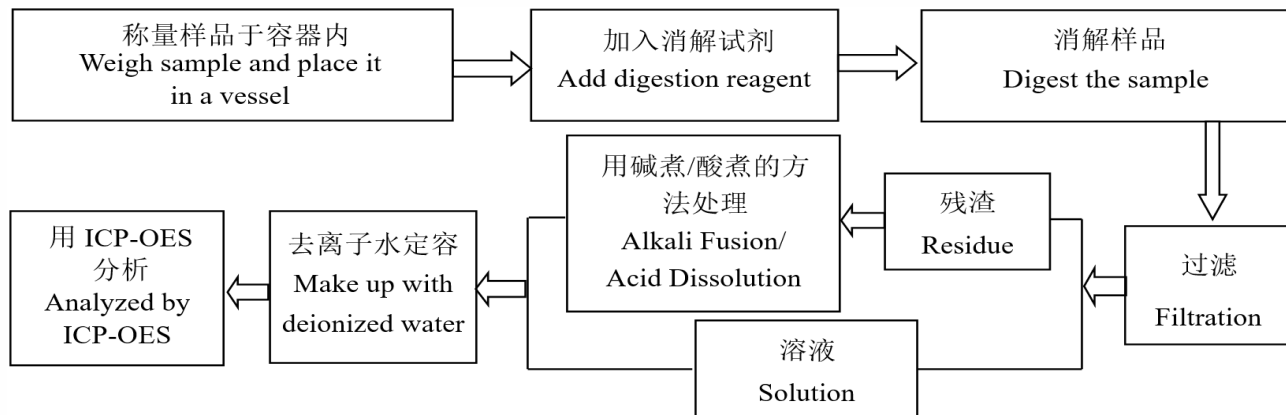 称量样品于容器内
Weigh sample and place it
in a vessel
加入消解试剂
Add digestion reagent
消解样品
Digest the sample
过滤
Filtration
残渣
Residue
用碱煮/酸煮的方
法处理
Alkali Fusion/
Acid Dissolution
溶液
Solution
去离子水定容
Make up with
deionized water
用 ICP-OES
分析
Analyzed by
ICP-OES